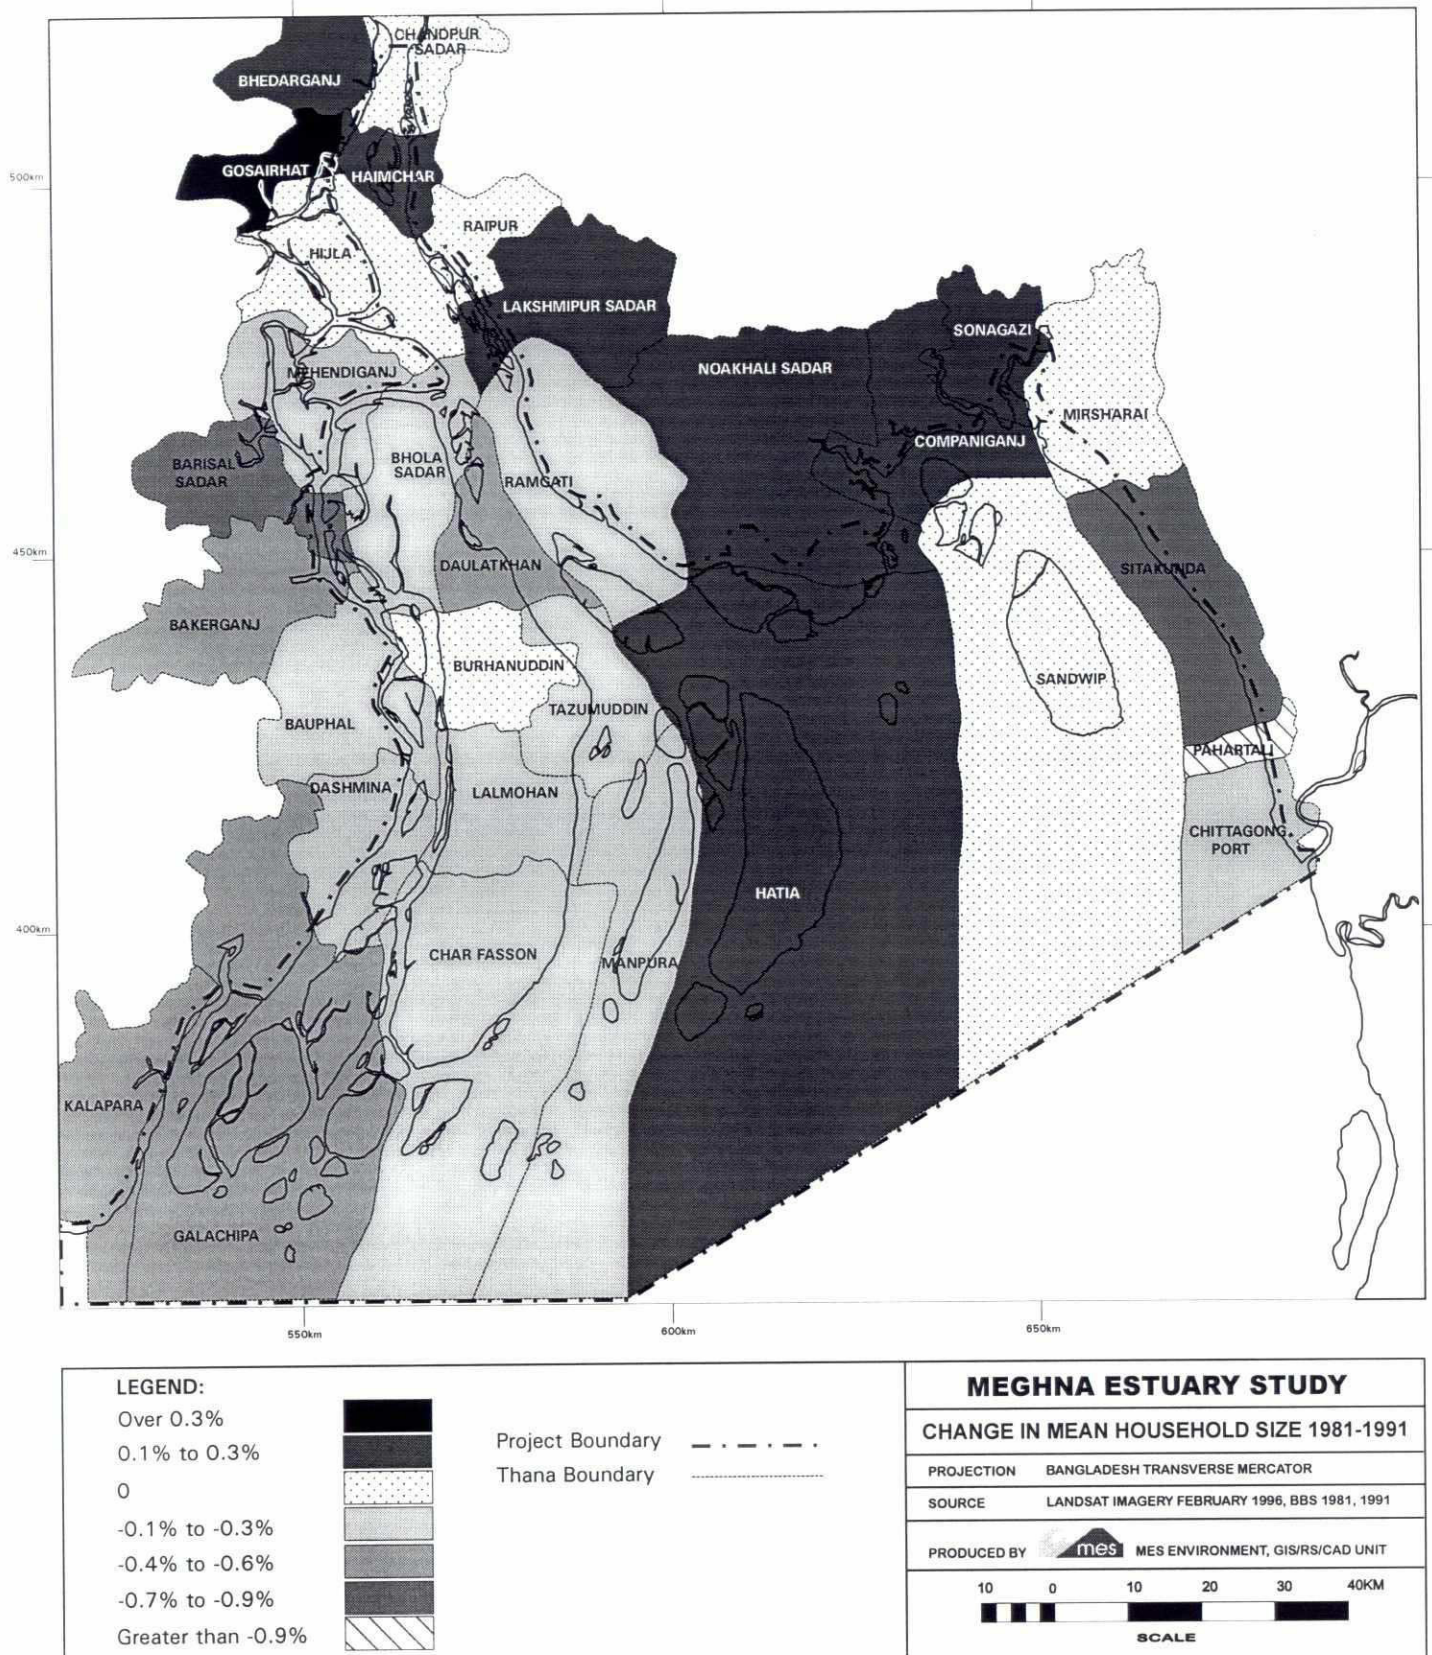 CHANDPUR
SADAR
BHEDARGANJ
GOSAIRHAT
HAIMCHAR
500km
RAIPUR
HIJLA
LAKSHMIPUR SADAR
SONAGAZI
NOAKHALI SADAR
MEHENDIGANJ
MIRSHARAI
COMPANIGANJ
BARISAL
SADAR
BHOLA
SADAR
RAMGATI
450km
DAULATKHAN
SITAKUNDA
BAKERGANJ
BURHANUDDIN
SANDWIP
TAZUMUDDIN
BAUPHAL
PAHARTALI
DASHMINA
LALMOHAN
CHITTAGONG
PORT
HATIA
400km
CHAR FASSON
MANPURA
KALAPARA
GALACHIPA
550km
600km
650km
LEGEND:
Over 0.3%
0.1% to 0.3%
0
-0.1% to -0.3%
-0.4% to -0.6%
-0.7% to -0.9%
Greater than -0.9%
Project Boundary
Thana Boundary
MEGHNA ESTUARY STUDY
CHANGE IN MEAN HOUSEHOLD SIZE 1981-1991
PROJECTION BANGLADESH TRANSVERSE MERCATOR
SOURCE LANDSAT IMAGERY FEBRUARY 1996, BBS 1981, 1991
PRODUCED BY mes MES ENVIRONMENT, GIS/RS/CAD UNIT
10 0 10 20 30 40KM
SCALE